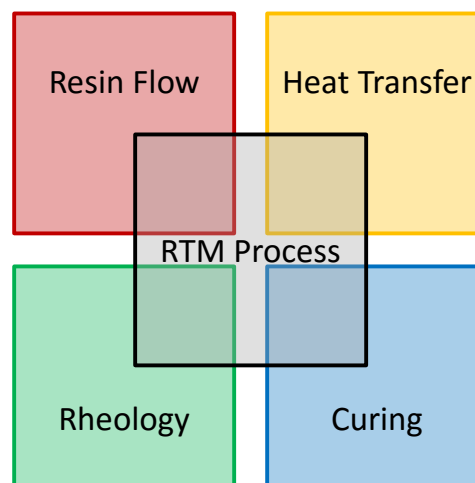 Resin Flow
Heat Transfer
RTM Process
Rheology
Curing